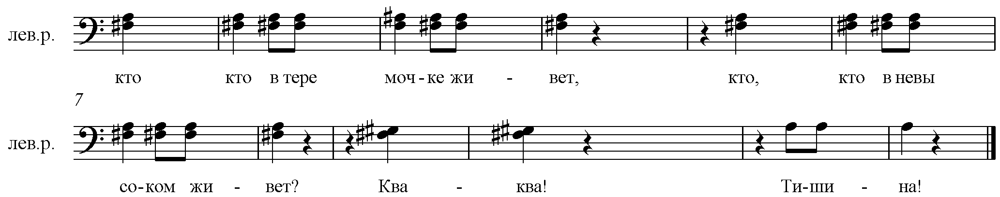 лев.р.
кто кто в тере моч - ке жи - вет, кто, кто в невы
7
лев.р.
со-ком жи - вет? Ква - ква! Ти-ши - на!